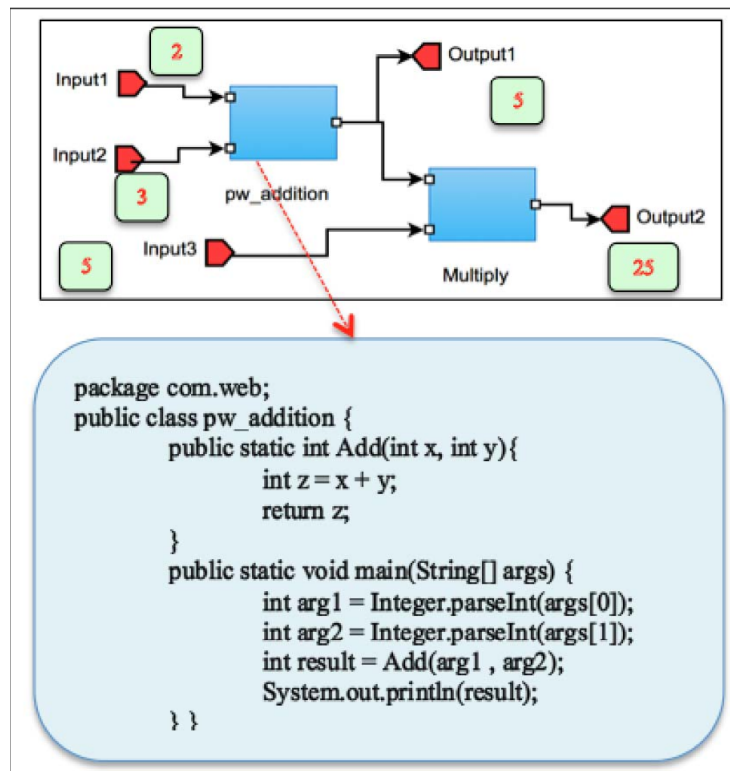 2
Input1
Output1
5
Input2
3
pw_addition
Input3
Output2
5
25
Multiply
package com.web;
public class pw_addition {
public static int Add(int x, int y){
int z = x + y;
return z;
}
public static void main(String[] args) {
int arg1 = Integer.parseInt(args[0]);
int arg2 = Integer.parseInt(args[1]);
int result = Add(arg1 , arg2);
System.out.println(result);
} }